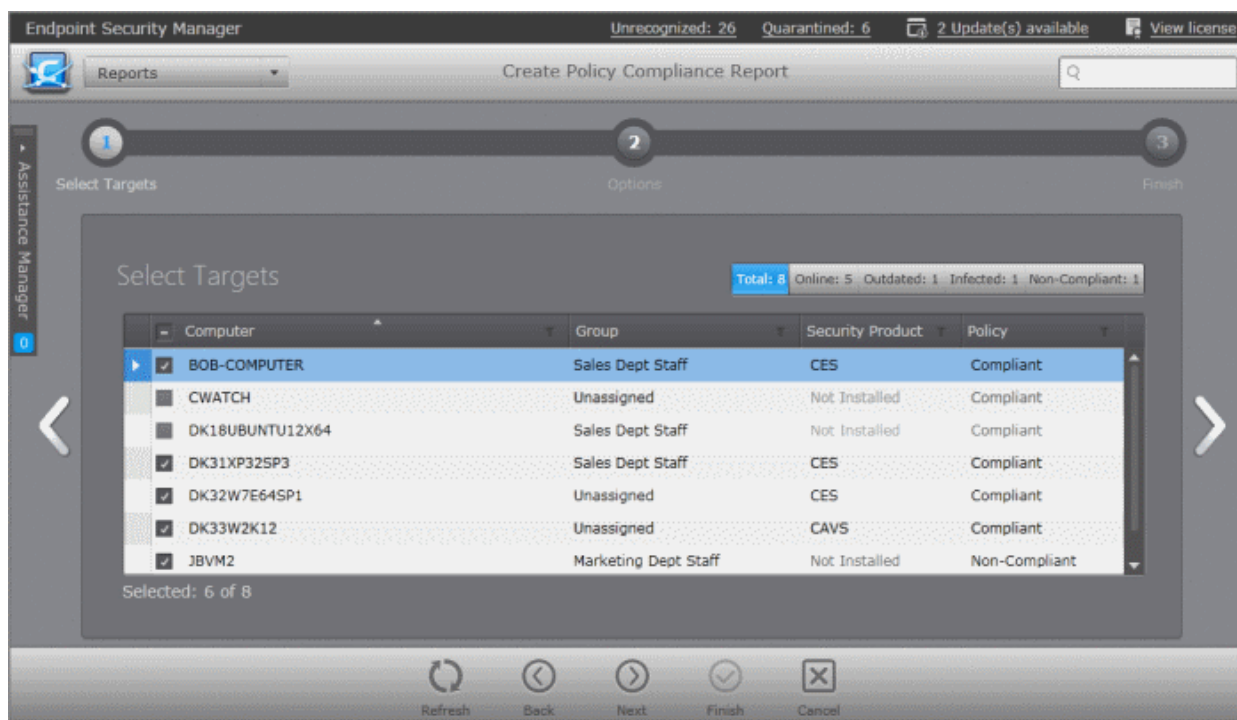 Endpoint Security Manager Unrecognized: 26 Quarantined: 6 2 Update(s) available View license
Reports Create Policy Compliance Report
1 2 3
Select Targets Options Finish
Assistance Manager 0
Select Targets Total: 8 Online: 5 Outdated: 1 Infected: 1 Non-Compliant: 1
Computer Group Security Product Policy
BOB-COMPUTER Sales Dept Staff CES Compliant
CWATCH Unassigned Not Installed Compliant
DK18UBUNTU12X64 Sales Dept Staff Not Installed Compliant
DK31XP32SP3 Sales Dept Staff CES Compliant
DK32W7E64SP1 Unassigned CES Compliant
DK33W2K12 Unassigned CAVS Compliant
JBVM2 Marketing Dept Staff Not Installed Non-Compliant
Selected: 6 of 8
Refresh Back Next Finish Cancel